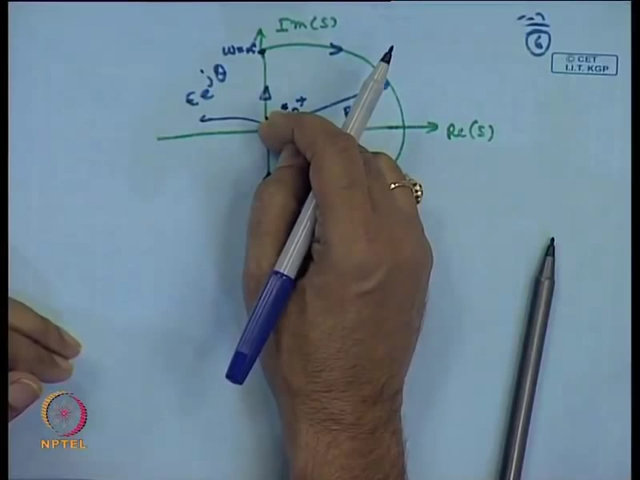 Im(S)
6
© CET
I.I.T. KGP
εe^jθ
Re(S)
NPTEL